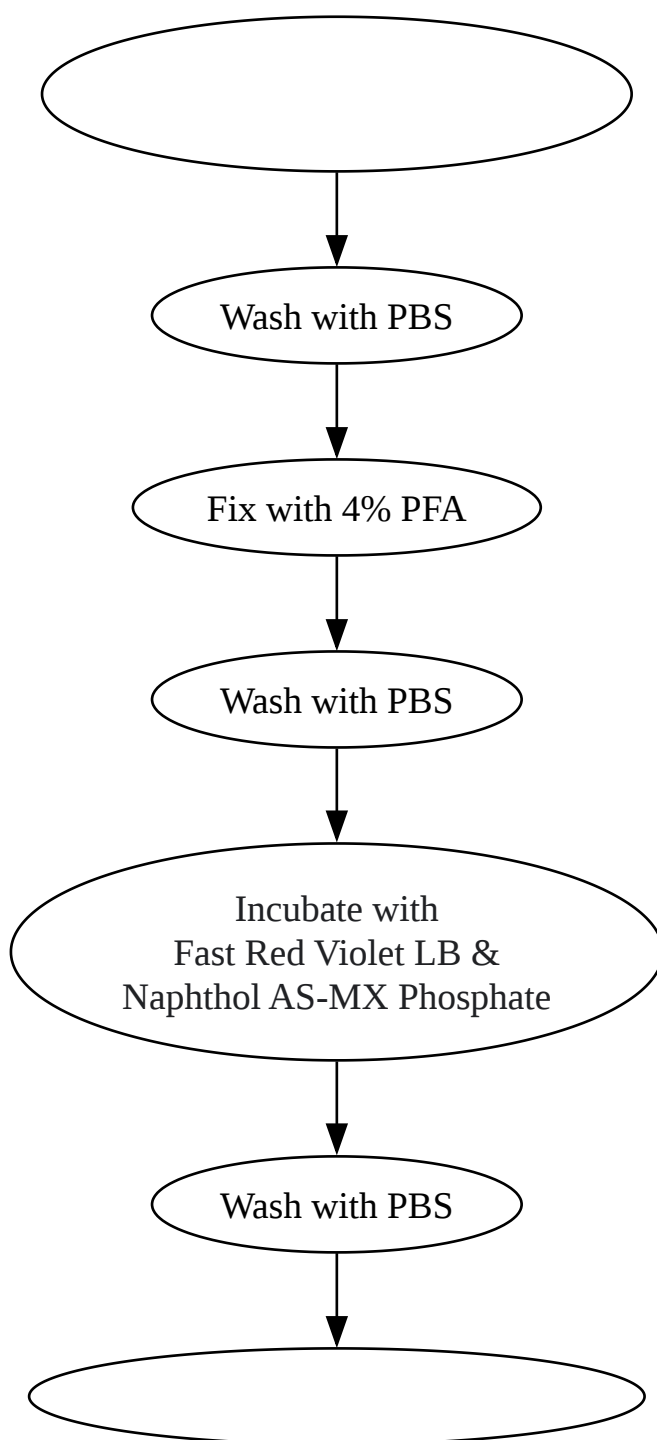 Wash with PBS
Fix with 4% PFA
Wash with PBS
Incubate with
Fast Red Violet LB &
Naphthol AS-MX Phosphate
Wash with PBS